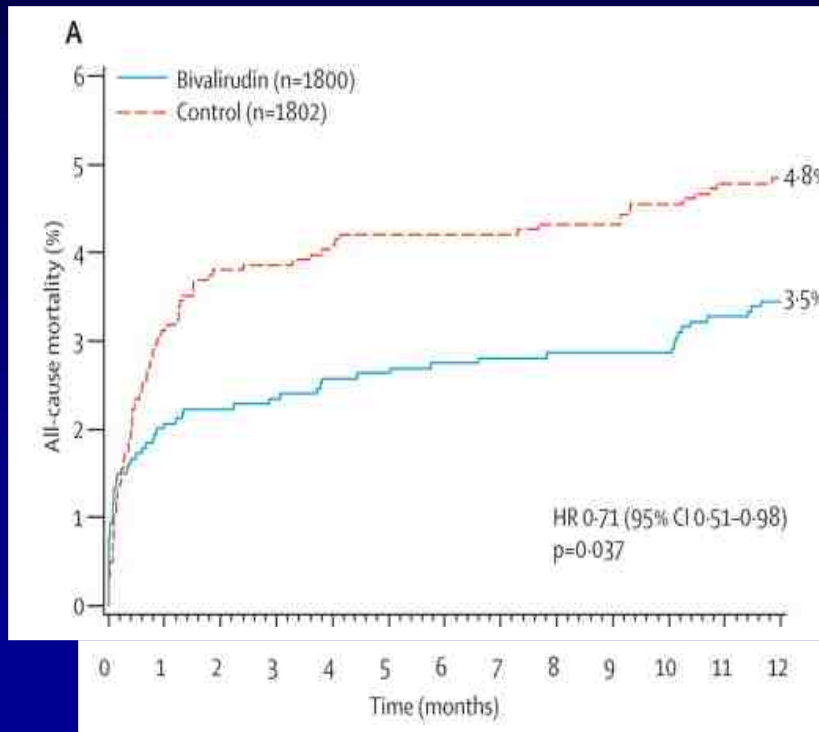 A
Bivalirudin (n=1800)
Control (n=1802)
All-cause mortality (%)
6
5
4
3
2
1
0
4·8%
3·5%
HR 0·71 (95% CI 0·51–0·98)
p=0·037
0 1 2 3 4 5 6 7 8 9 10 11 12
Time (months)